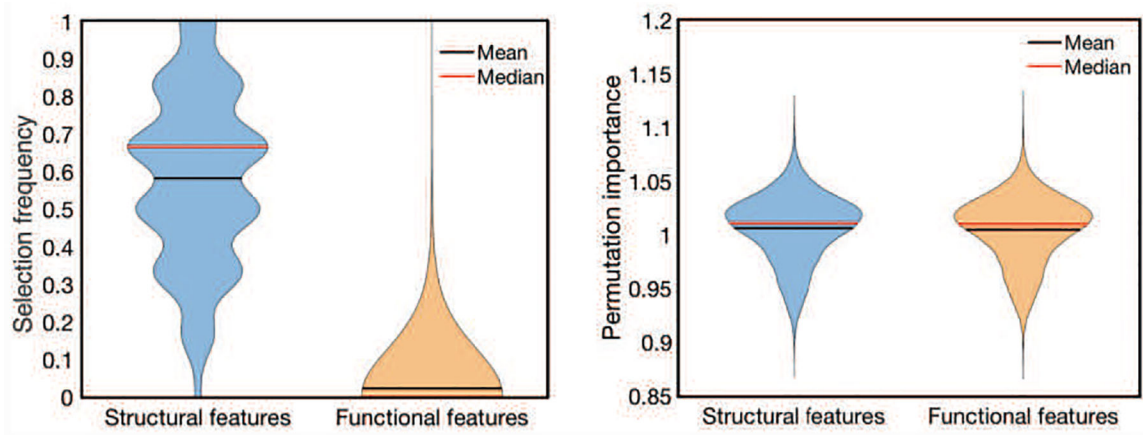 Selection frequency
1
0.9
0.8
0.7
0.6
0.5
0.4
0.3
0.2
0.1
0
Mean
Median
Structural features Functional features
Permutation importance
1.2
1.15
1.1
1.05
1
0.95
0.9
0.85
Mean
Median
Structural features Functional features